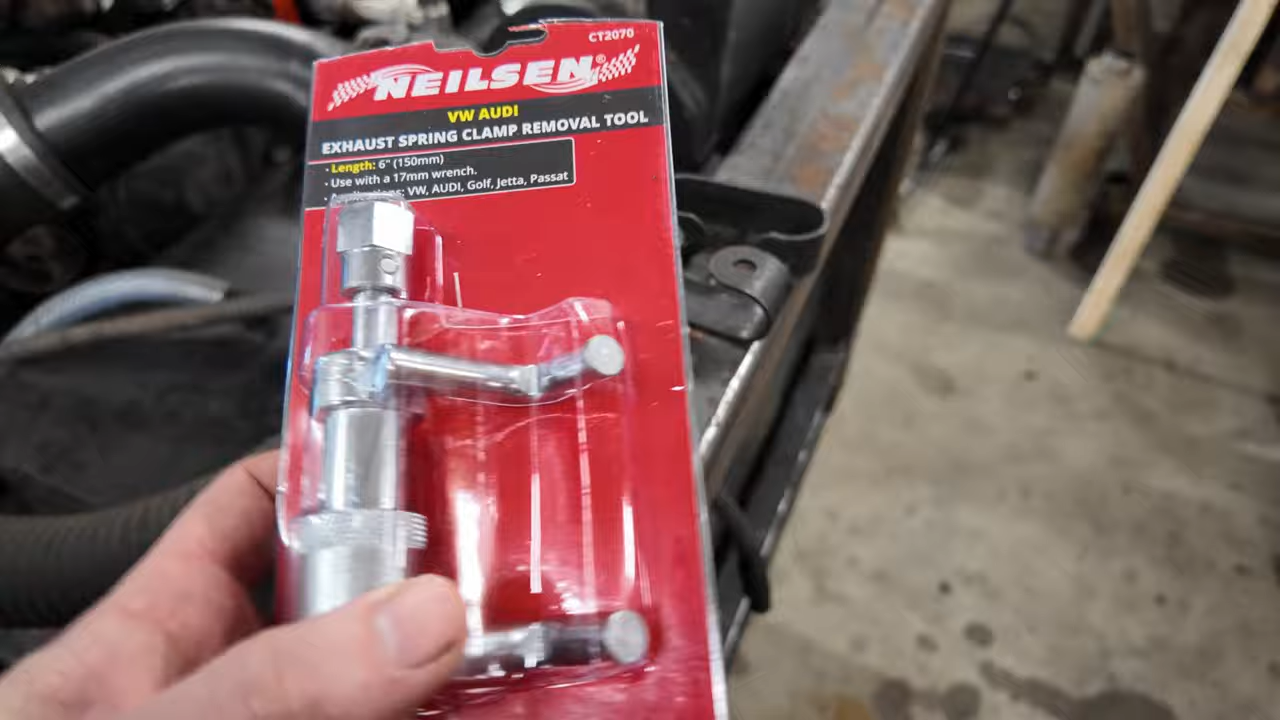 CT2070
NEILSEN®
VW AUDI
EXHAUST SPRING CLAMP REMOVAL TOOL
· Length: 6" (150mm)
· Use with a 17mm wrench.
· Applications: VW, AUDI, Golf, Jetta, Passat